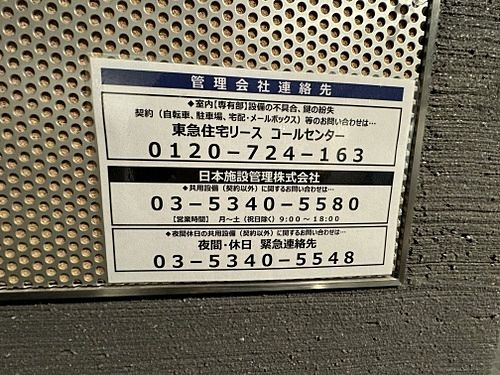 管理会社連絡先
◆室内【専有部】設備の不具合、鍵の紛失
契約（自転車、駐車場、宅配・メールボックス）等のお問い合わせは…
東急住宅リース コールセンター
0120-724-163
日本施設管理株式会社
◆共用設備（契約以外）に関するお問い合わせは…
03-5340-5580
【営業時間】 月～土（祝日除く）9:00～18:00
◆夜間休日の共用設備（契約以外）に関するお問い合わせは…
夜間・休日 緊急連絡先
03-5340-5548